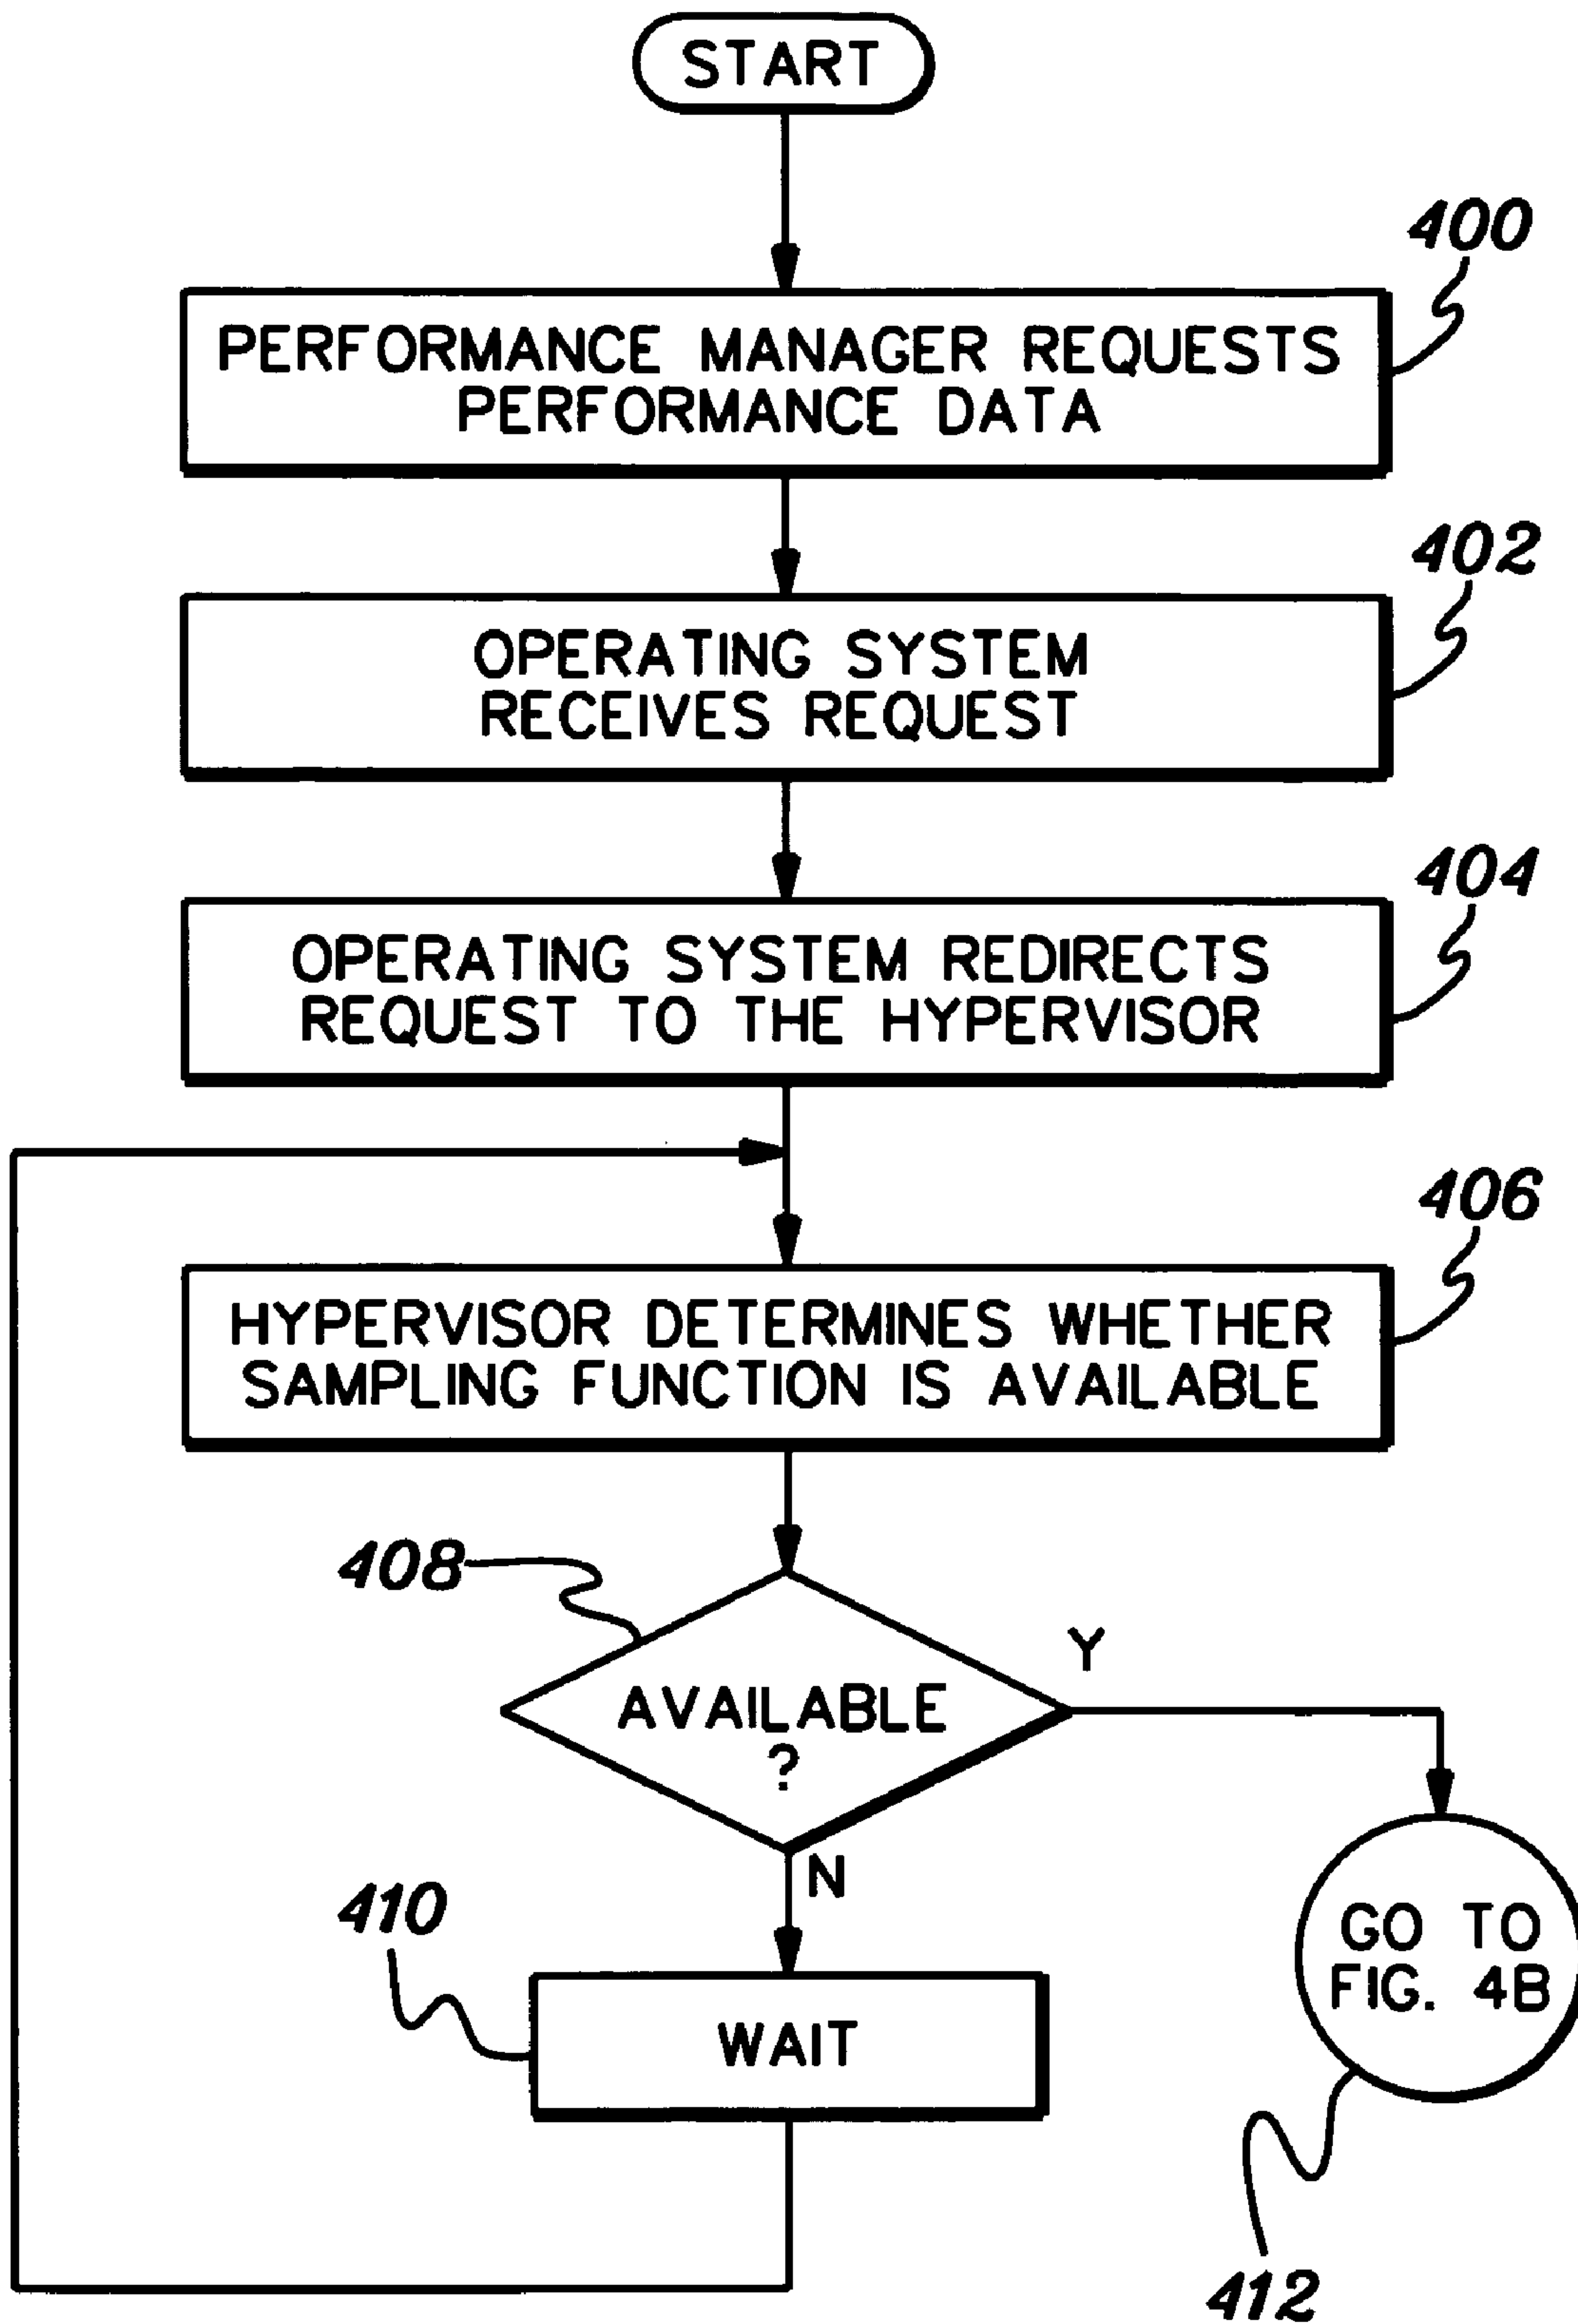 START
400
PERFORMANCE MANAGER REQUESTS
PERFORMANCE DATA
402
OPERATING SYSTEM
RECEIVES REQUEST
404
OPERATING SYSTEM REDIRECTS
REQUEST TO THE HYPERVISOR
406
HYPERVISOR DETERMINES WHETHER
SAMPLING FUNCTION IS AVAILABLE
408
Y
AVAILABLE
?
N
410
GO TO
FIG. 4B
WAIT
412